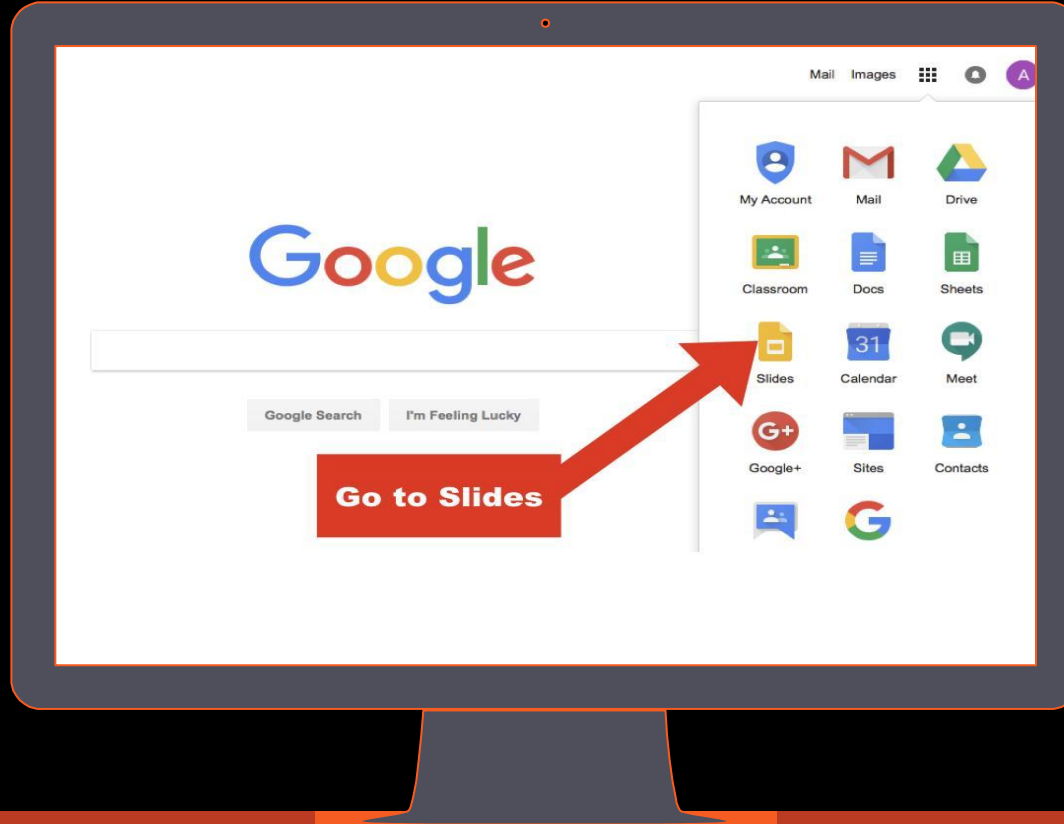 Mail Images
A
My Account Mail Drive
Google
Classroom Docs Sheets
31
Slides Calendar Meet
Google Search I'm Feeling Lucky
G+
Google+ Sites Contacts
Go to Slides
G